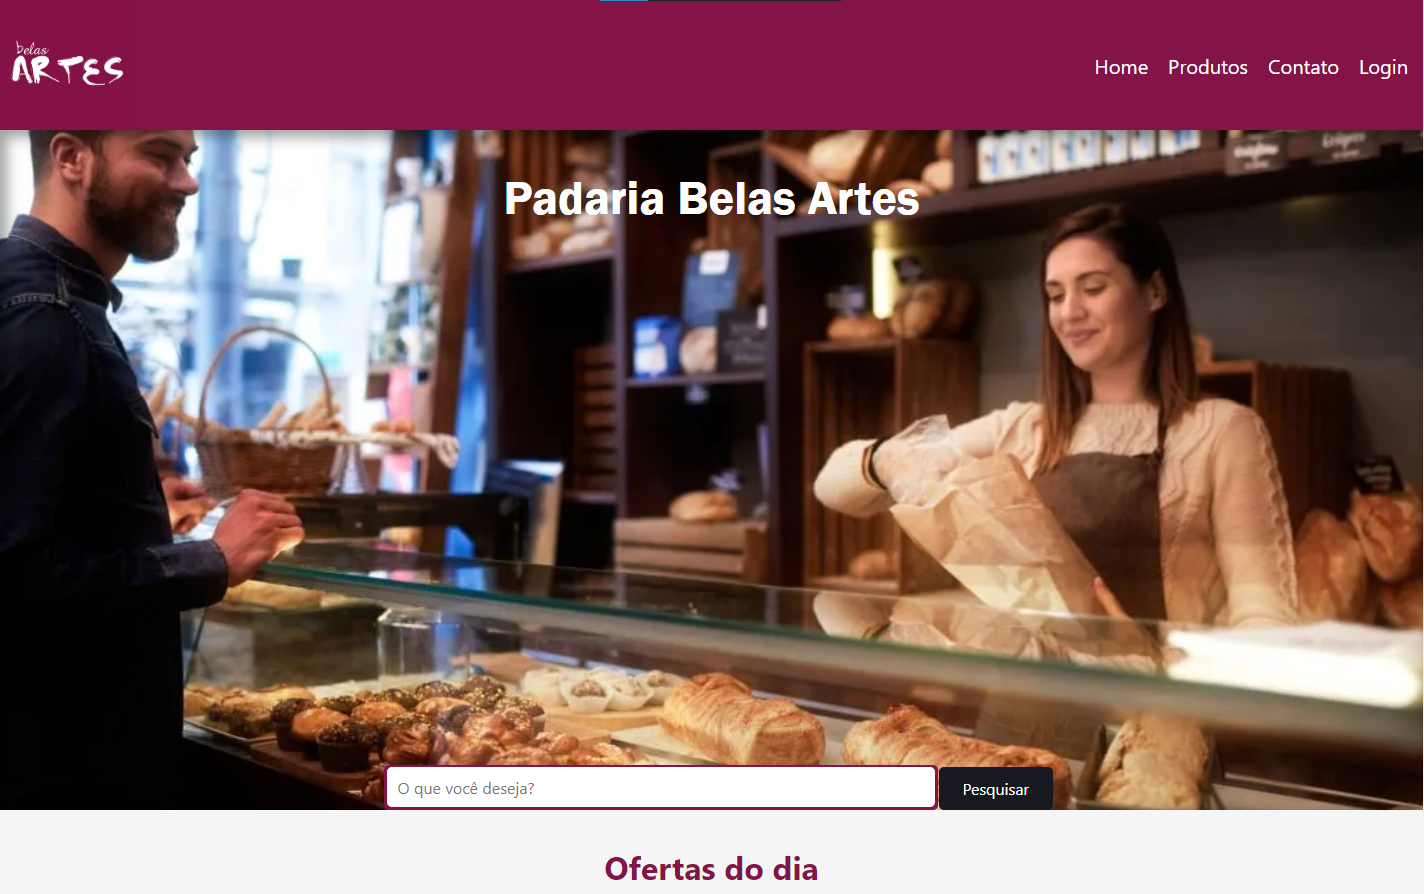 belas
ARTES
Home Produtos Contato Login
Padaria Belas Artes
O que você deseja?
Pesquisar
Ofertas do dia